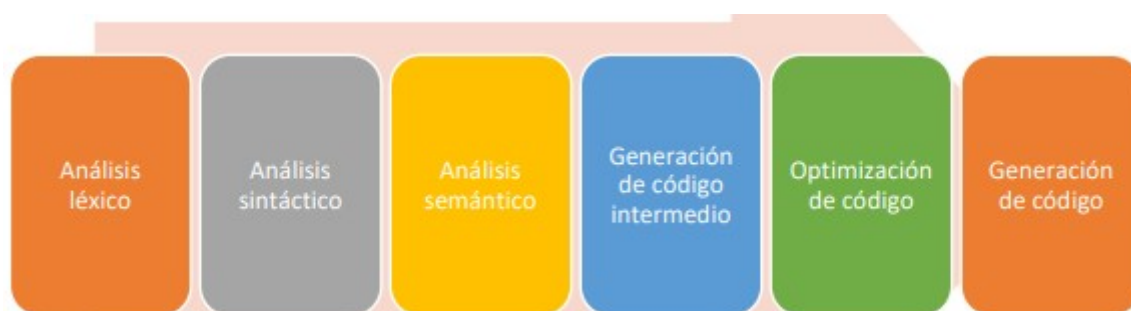 Análisis
léxico
Análisis
sintáctico
Análisis
semántico
Generación
de código
intermedio
Optimización
de código
Generación
de código